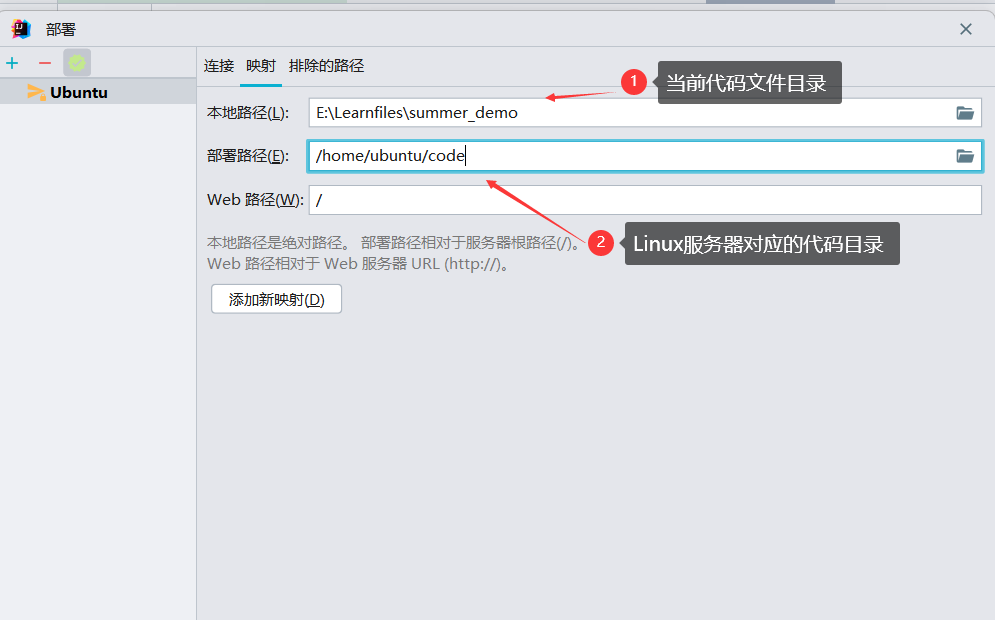 部署
Ubuntu
连接 映射 排除的路径
1 当前代码文件目录
本地路径(L): E:\Learnfiles\summer_demo
部署路径(E): /home/ubuntu/code
Web 路径(W): /
2 Linux服务器对应的代码目录
本地路径是绝对路径。 部署路径相对于服务器根路径(/)。
Web 路径相对于 Web 服务器 URL (http://)。
添加新映射(D)